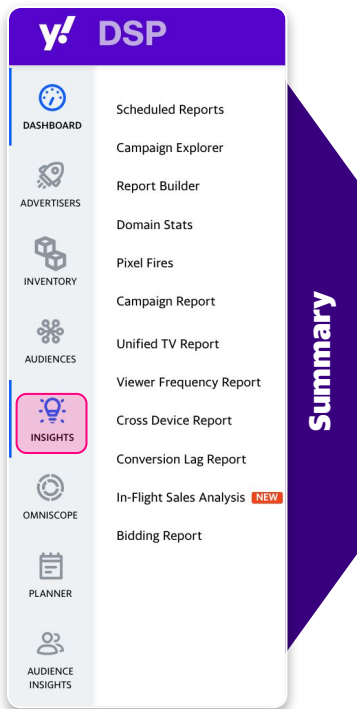 y! DSP
DASHBOARD
ADVERTISERS
INVENTORY
AUDIENCES
INSIGHTS
OMNISCOPE
PLANNER
AUDIENCE
INSIGHTS
Scheduled Reports
Campaign Explorer
Report Builder
Domain Stats
Pixel Fires
Campaign Report
Unified TV Report
Viewer Frequency Report
Cross Device Report
Conversion Lag Report
In-Flight Sales Analysis NEW
Bidding Report
Summary